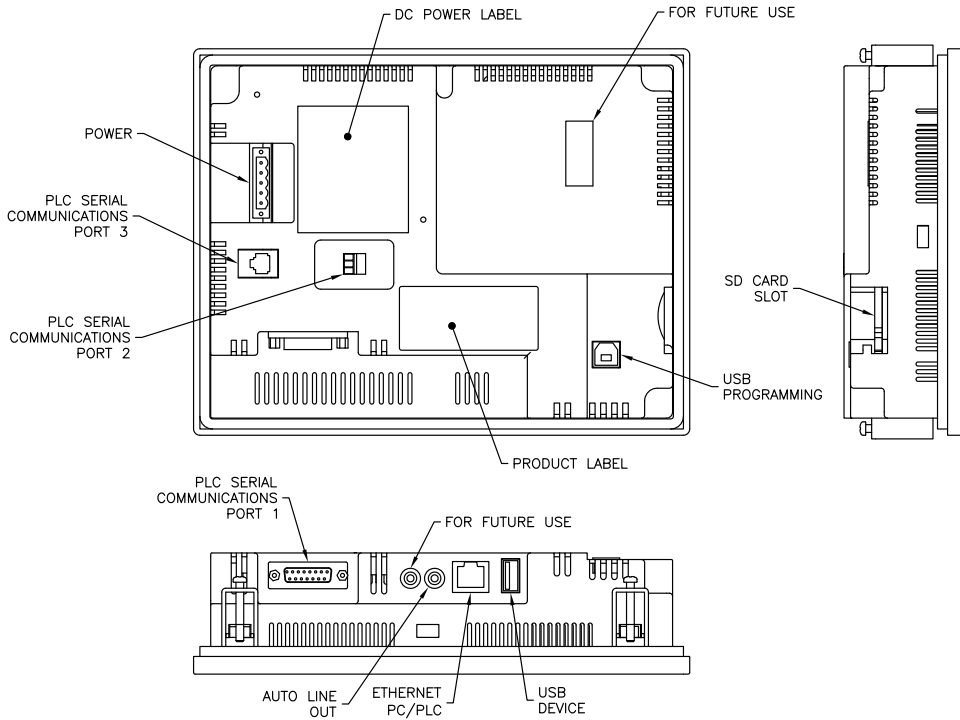 DC POWER LABEL
FOR FUTURE USE
POWER
PLC SERIAL
COMMUNICATIONS
PORT 3
PLC SERIAL
COMMUNICATIONS
PORT 2
SD CARD
SLOT
USB
PROGRAMMING
PRODUCT LABEL
PLC SERIAL
COMMUNICATIONS
PORT 1
FOR FUTURE USE
AUTO LINE
OUT
ETHERNET
PC/PLC
USB
DEVICE